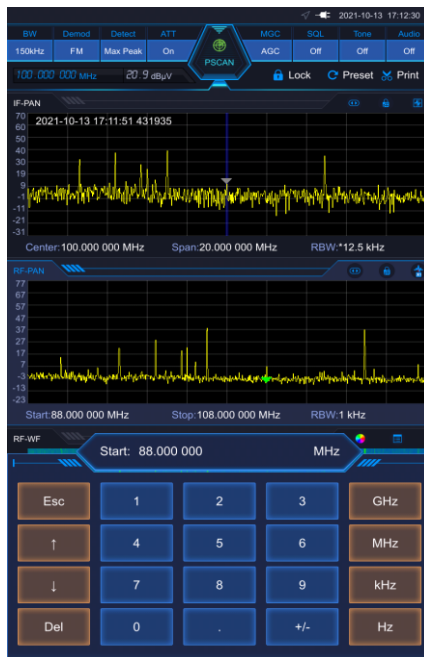 2021-10-13 17:12:30
BW Demod Detect ATT MGC SQL Tone Audio
150kHz FM Max Peak On PSCAN AGC Off Off Off
100.000 000 MHz 20.9 dBµV Lock Preset Print
IF-PAN
2021-10-13 17:11:51 431935
70
60
50
40
30
19
9
-1
-11
-21
-31
Center:100.000 000 MHz Span:20.000 000 MHz RBW:*12.5 kHz
RF-PAN
77
67
57
47
37
27
17
7
-3
-13
-23
Start:88.000 000 MHz Stop:108.000 000 MHz RBW:1 kHz
RF-WF
Start: 88.000 000 MHz
Esc 1 2 3 GHz
↑ 4 5 6 MHz
↓ 7 8 9 kHz
Del 0 . +/- Hz